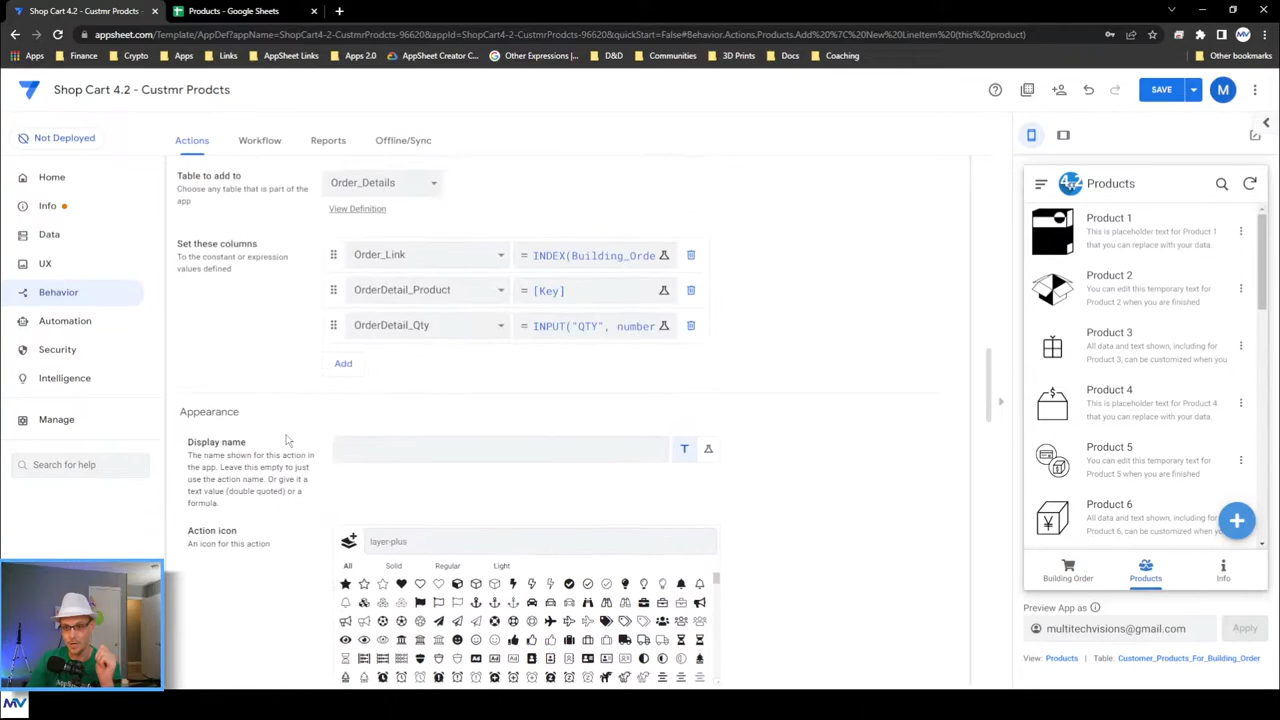 Shop Cart 4.2 - Custmr Prodcts -
Products - Google Sheets
appsheet.com/Template/AppDef?appName=ShopCart4-2-CustmrProdcts-96620&appId=ShopCart4-2-CustmrProdcts-96620&quickStart=False#Behavior.Actions.Products.Add%20%7C%20New%20LineItem%20(this%20product)
Apps
Finance
Crypto
Apps
Links
AppSheet Links
Apps 2.0
AppSheet Creator C...
Other Expressions |...
D&D
Communities
3D Prints
Docs
Coaching
Other bookmarks
Shop Cart 4.2 - Custmr Prodcts
SAVE
M
Not Deployed
Actions
Workflow
Reports
Offline/Sync
Home
Info
Data
UX
Behavior
Automation
Security
Intelligence
Manage
Search for help
Table to add to
Choose any table that is part of the
app
Order_Details
View Definition
Set these columns
To the constant or expression
values defined
Order_Link
= INDEX(Building_Orde
OrderDetail_Product
= [Key]
OrderDetail_Qty
= INPUT("QTY", number
Add
Appearance
Display name
The name shown for this action in
the app. Leave this empty to just
use the action name. Or give it a
text value (double quoted) or a
formula.
T
Action icon
An icon for this action
layer-plus
All
Solid
Regular
Light
4.2
Products
Product 1
This is placeholder text for Product 1
that you can replace with your data.
Product 2
You can edit this temporary text for
Product 2 when you are finished
Product 3
All data and text shown, including for
Product 3, can be customized when you
Product 4
This is placeholder text for Product 4
that you can replace with your data.
Product 5
You can edit this temporary text for
Product 5 when you are finished
Product 6
All data and text shown, including for
Product 6, can be customized when you
Building Order
Products
Info
Preview App as
multitechvisions@gmail.com
Apply
View: Products | Table: Customer_Products_For_Building_Order
MV